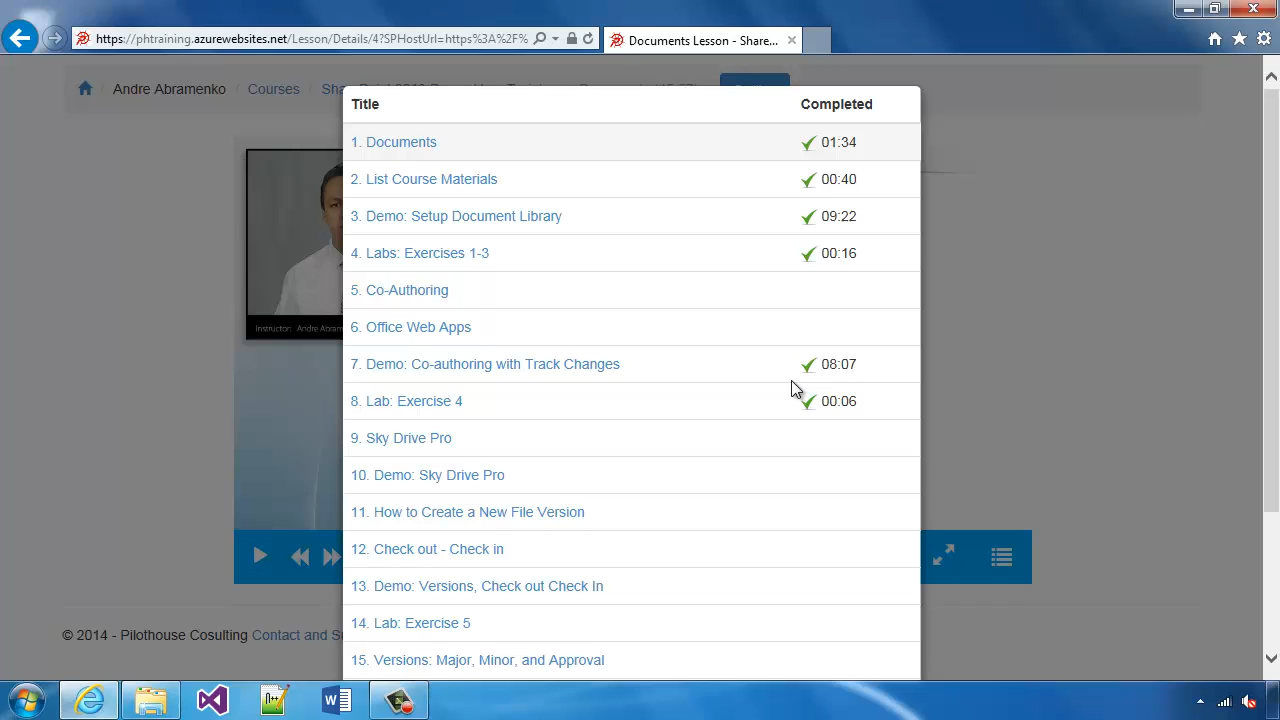 https://phtraining.azurewebsites.net/Lesson/Details/4?SPHostUrl=https%3A%2F%
Documents Lesson - Share...
Andre Abramenko
Courses
Title Completed
1. Documents 01:34
2. List Course Materials 00:40
3. Demo: Setup Document Library 09:22
4. Labs: Exercises 1-3 00:16
5. Co-Authoring
6. Office Web Apps
Instructor: Andre Abram
7. Demo: Co-authoring with Track Changes 08:07
8. Lab: Exercise 4 00:06
9. Sky Drive Pro
10. Demo: Sky Drive Pro
11. How to Create a New File Version
12. Check out - Check in
13. Demo: Versions, Check out Check In
14. Lab: Exercise 5
© 2014 - Pilothouse Cosulting Contact and S
15. Versions: Major, Minor, and Approval